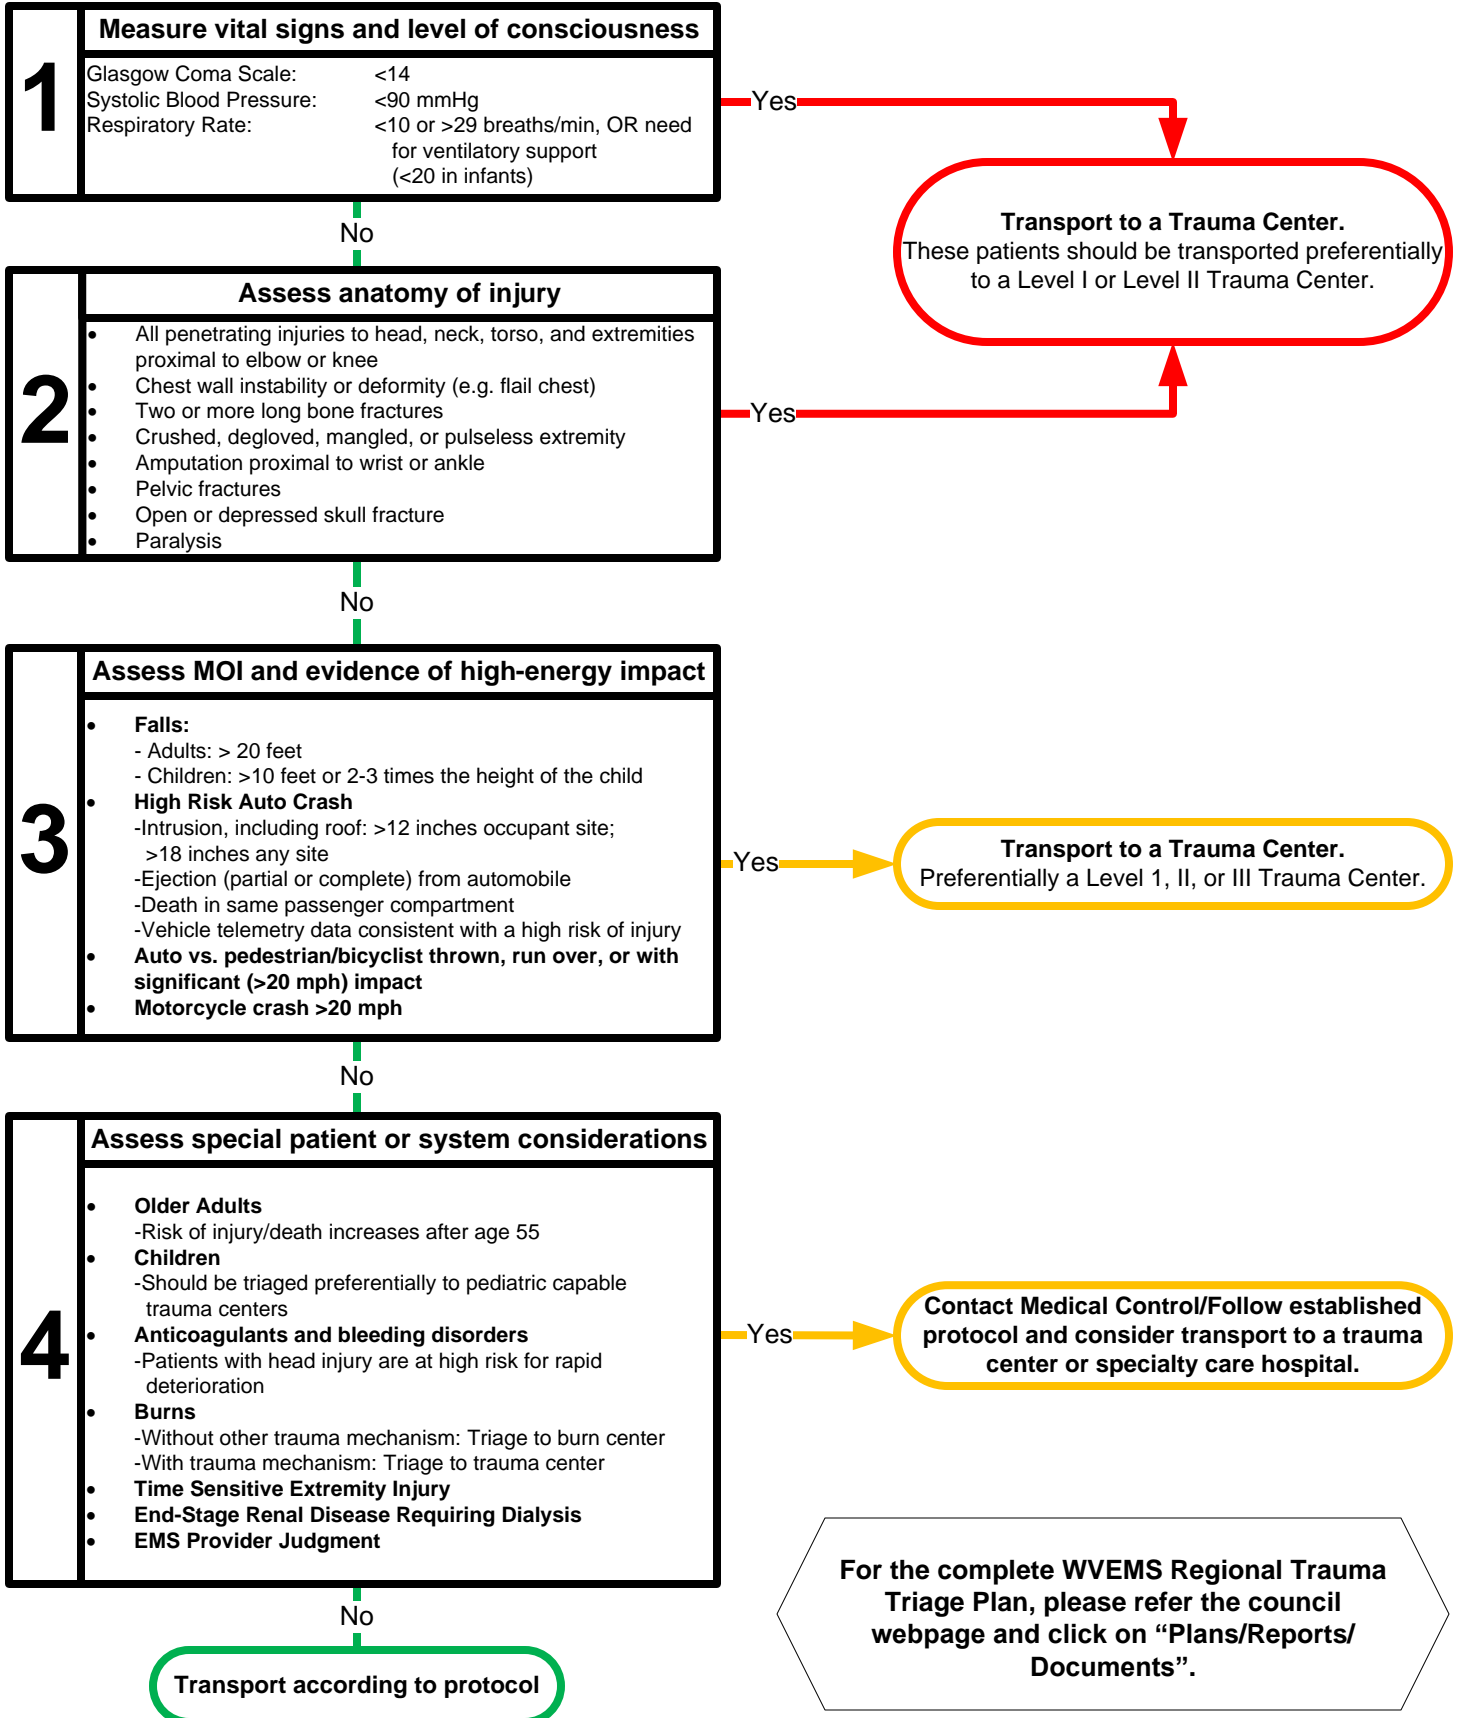 Measure vital signs and level of consciousness
1
Glasgow Coma Scale: <14
Systolic Blood Pressure: <90 mmHg
Respiratory Rate: <10 or >29 breaths/min, OR need
for ventilatory support
(<20 in infants)
Yes
Transport to a Trauma Center.
These patients should be transported preferentially
to a Level I or Level II Trauma Center.
No
Assess anatomy of injury
2
• All penetrating injuries to head, neck, torso, and extremities
proximal to elbow or knee
• Chest wall instability or deformity (e.g. flail chest)
• Two or more long bone fractures
• Crushed, degloved, mangled, or pulseless extremity
• Amputation proximal to wrist or ankle
• Pelvic fractures
• Open or depressed skull fracture
• Paralysis
Yes
No
Assess MOI and evidence of high-energy impact
3
• Falls:
- Adults: > 20 feet
- Children: >10 feet or 2-3 times the height of the child
• High Risk Auto Crash
-Intrusion, including roof: >12 inches occupant site;
>18 inches any site
-Ejection (partial or complete) from automobile
-Death in same passenger compartment
-Vehicle telemetry data consistent with a high risk of injury
• Auto vs. pedestrian/bicyclist thrown, run over, or with
significant (>20 mph) impact
• Motorcycle crash >20 mph
Yes
Transport to a Trauma Center.
Preferentially a Level 1, II, or III Trauma Center.
No
Assess special patient or system considerations
4
• Older Adults
-Risk of injury/death increases after age 55
• Children
-Should be triaged preferentially to pediatric capable
trauma centers
• Anticoagulants and bleeding disorders
-Patients with head injury are at high risk for rapid
deterioration
• Burns
-Without other trauma mechanism: Triage to burn center
-With trauma mechanism: Triage to trauma center
• Time Sensitive Extremity Injury
• End-Stage Renal Disease Requiring Dialysis
• EMS Provider Judgment
Yes
Contact Medical Control/Follow established
protocol and consider transport to a trauma
center or specialty care hospital.
No
Transport according to protocol
For the complete WVEMS Regional Trauma
Triage Plan, please refer the council
webpage and click on “Plans/Reports/
Documents”.